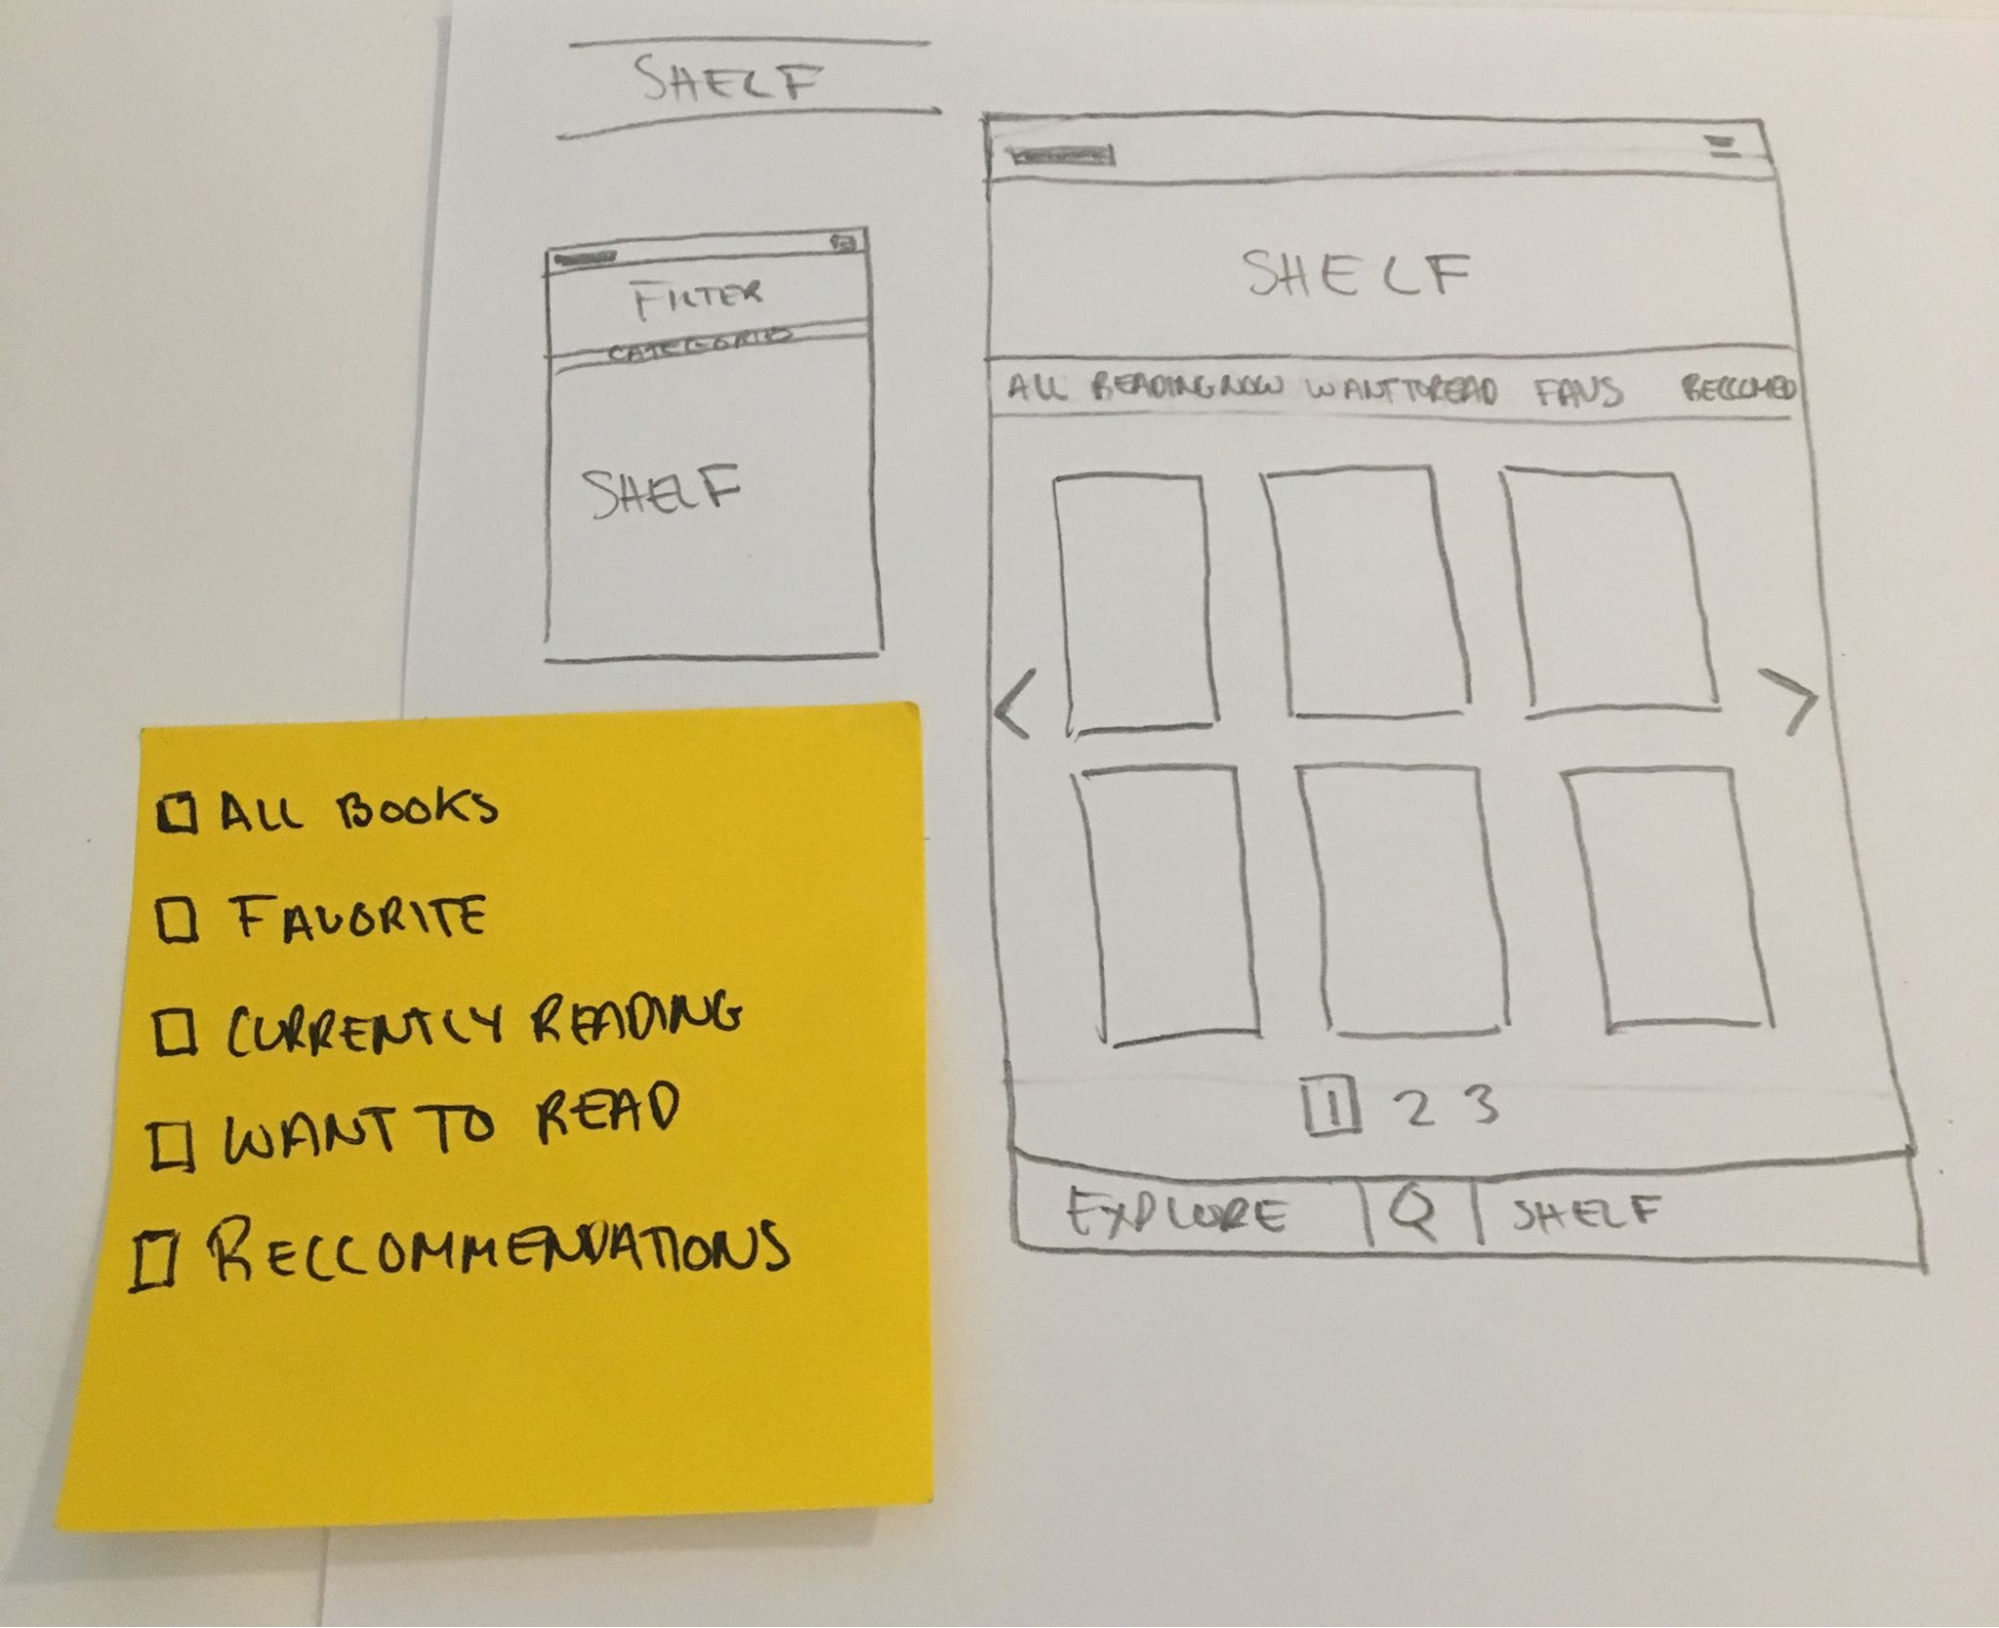 SHELF
FILTER
CATEGORIES
SHELF
SHELF
ALL READING NOW WANT TO READ FAVS RECCOMED
1 2 3
EXPLORE Q SHELF
ALL BOOKS
FAVORITE
CURRENTLY READING
WANT TO READ
RECCOMMENDATIONS